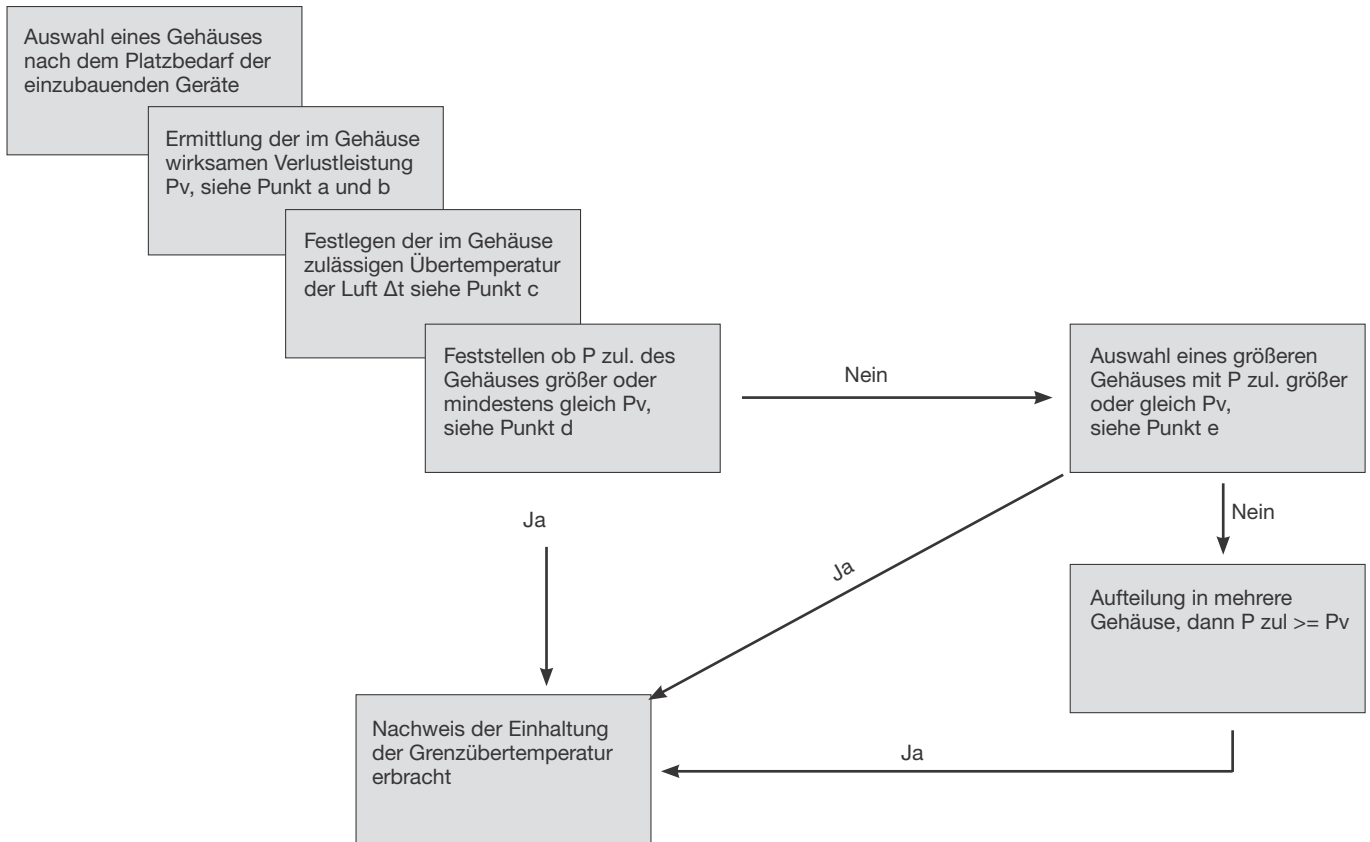 Auswahl eines Gehäuses
nach dem Platzbedarf der
einzubauenden Geräte
Ermittlung der im Gehäuse
wirksamen Verlustleistung
Pv, siehe Punkt a und b
Festlegen der im Gehäuse
zulässigen Übertemperatur
der Luft Δt siehe Punkt c
Feststellen ob P zul. des
Gehäuses größer oder
mindestens gleich Pv,
siehe Punkt d
Nein
Auswahl eines größeren
Gehäuses mit P zul. größer
oder gleich Pv,
siehe Punkt e
Ja
Ja
Nein
Aufteilung in mehrere
Gehäuse, dann P zul >= Pv
Ja
Nachweis der Einhaltung
der Grenzübertemperatur
erbracht